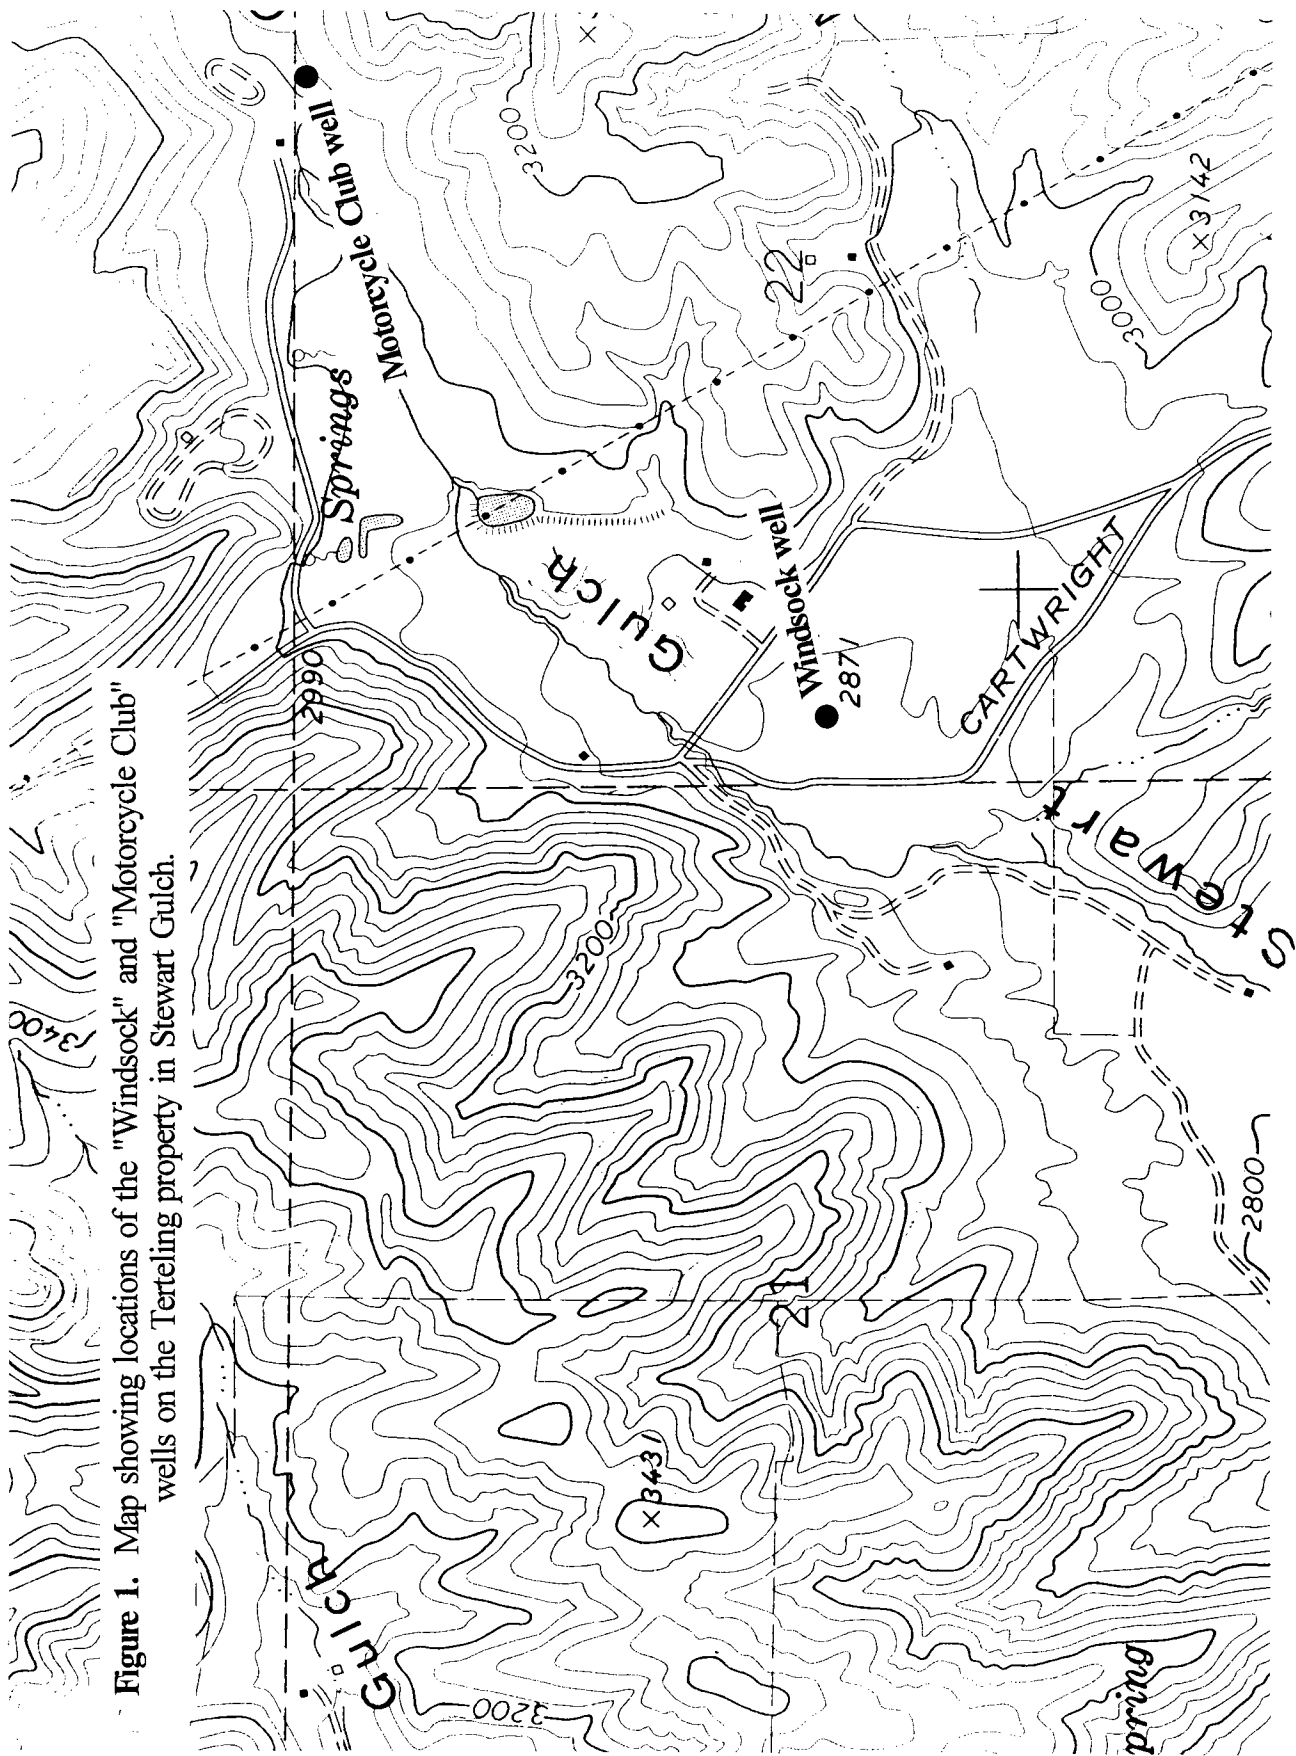 Figure 1. Map showing locations of the "Windsock" and "Motorcycle Club"
wells on the Terteling property in Stewart Gulch.
3400
Motorcycle Club well
Springs
2990
3200
22
Gulch
Windsock well
2871
CARTWRIGHT
3000
×3142
Stewart
3200
21
2800
×3431
Gulch
3200
pring